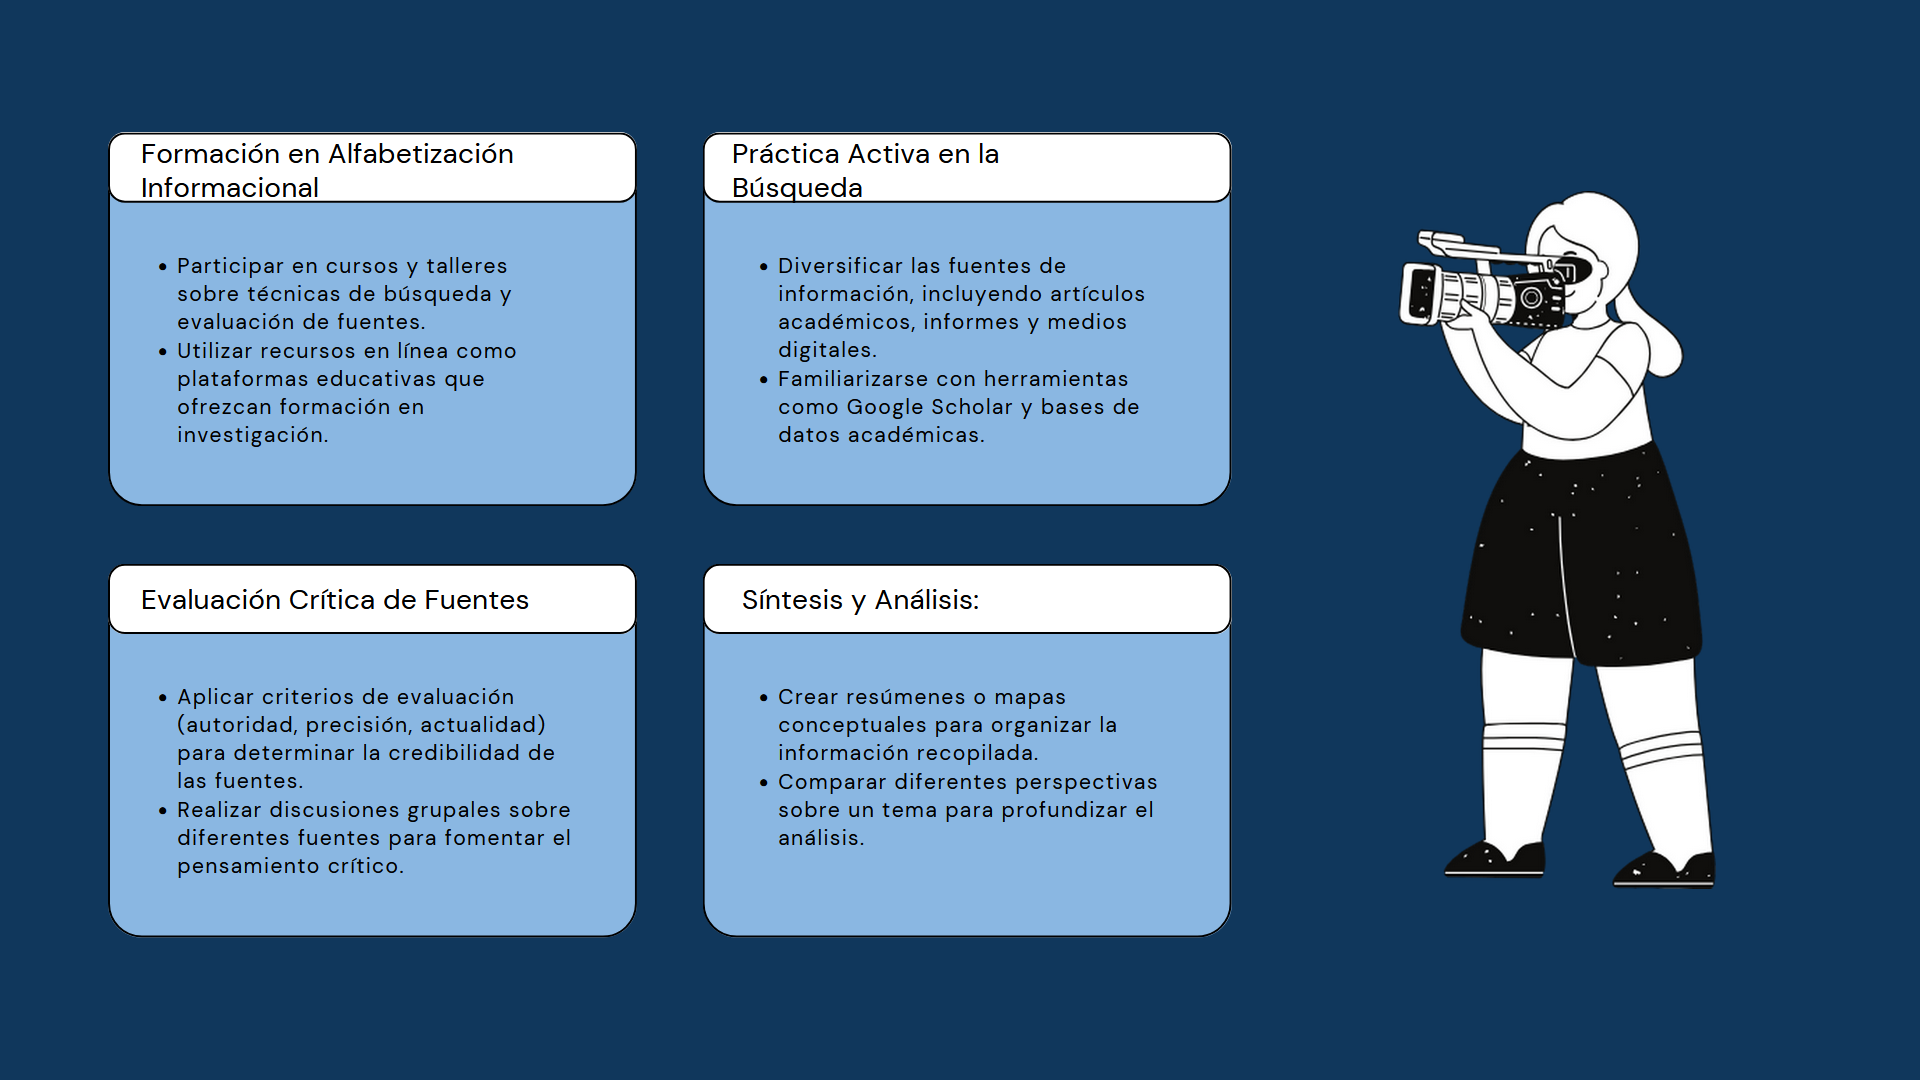 Formación en Alfabetización
Informacional
• Participar en cursos y talleres
sobre técnicas de búsqueda y
evaluación de fuentes.
• Utilizar recursos en línea como
plataformas educativas que
ofrezcan formación en
investigación.
Práctica Activa en la
Búsqueda
• Diversificar las fuentes de
información, incluyendo artículos
académicos, informes y medios
digitales.
• Familiarizarse con herramientas
como Google Scholar y bases de
datos académicas.
Evaluación Crítica de Fuentes
• Aplicar criterios de evaluación
(autoridad, precisión, actualidad)
para determinar la credibilidad de
las fuentes.
• Realizar discusiones grupales sobre
diferentes fuentes para fomentar el
pensamiento crítico.
Síntesis y Análisis:
• Crear resúmenes o mapas
conceptuales para organizar la
información recopilada.
• Comparar diferentes perspectivas
sobre un tema para profundizar el
análisis.